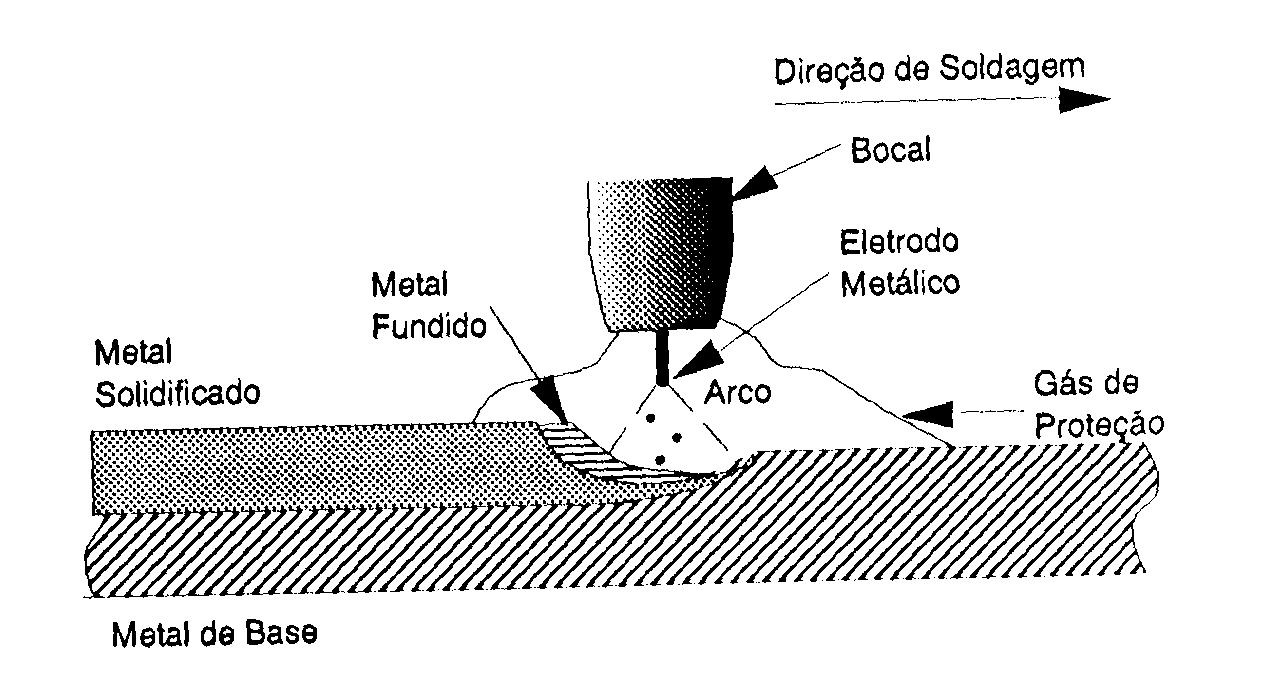 Direção de Soldagem
Bocal
Eletrodo
Metálico
Metal
Fundido
Metal
Solidificado
Arco
Gás de
Proteção
Metal de Base